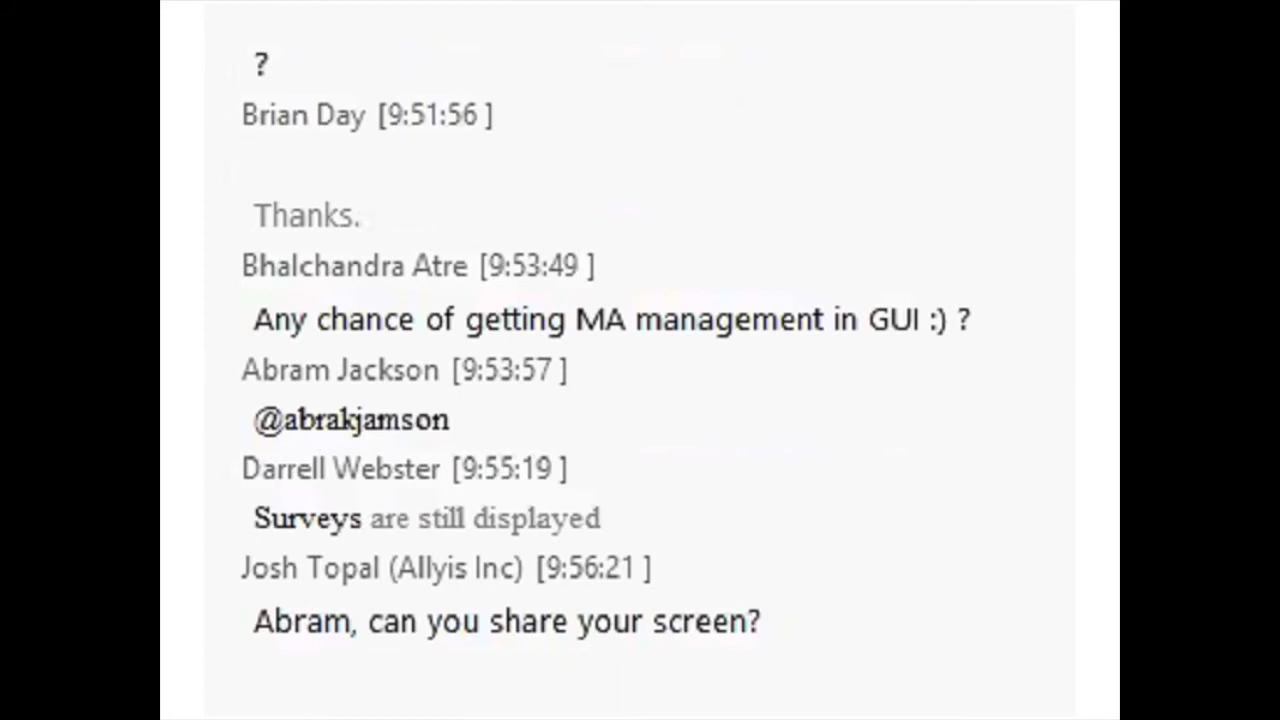 ?
Brian Day [9:51:56 ]
Thanks.
Bhalchandra Atre [9:53:49 ]
Any chance of getting MA management in GUI :) ?
Abram Jackson [9:53:57 ]
@abrakjamson
Darrell Webster [9:55:19 ]
Surveys are still displayed
Josh Topal (Allyis Inc) [9:56:21 ]
Abram, can you share your screen?